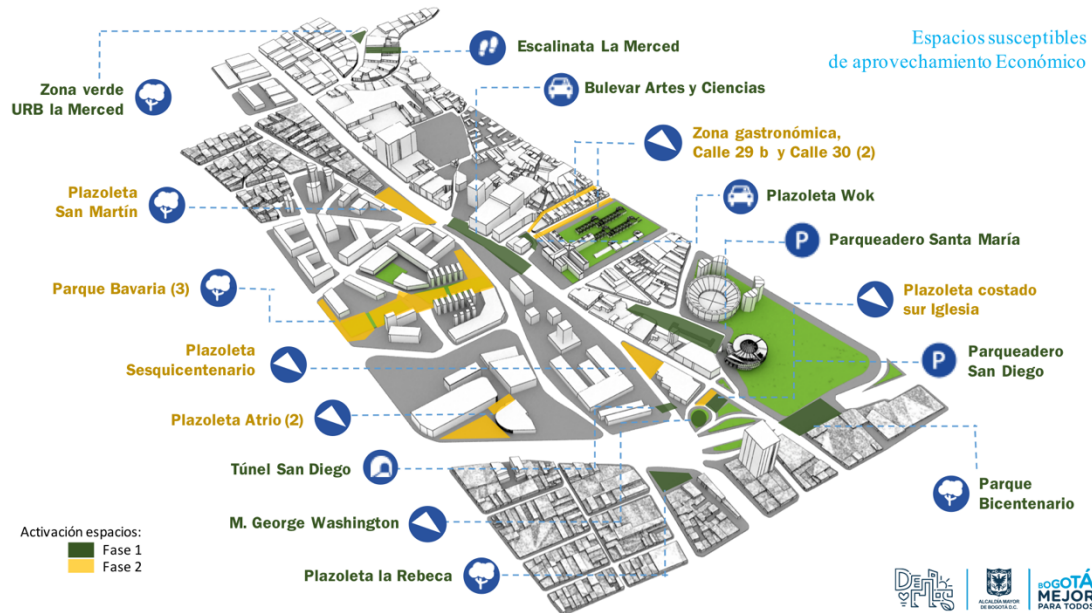 Espacios susceptibles
de aprovechamiento Económico
Escalinata La Merced
Zona verde
URB la Merced
Bulevar Artes y Ciencias
Zona gastronómica,
Calle 29 b y Calle 30 (2)
Plazoleta
San Martín
Plazoleta Wok
P
Parqueadero Santa María
Parque Bavaria (3)
Plazoleta costado
sur Iglesia
Plazoleta
Sesquicentenario
P
Parqueadero
San Diego
Plazoleta Atrio (2)
Túnel San Diego
Parque
Bicentenario
M. George Washington
Activación espacios:
Fase 1
Fase 2
Plazoleta la Rebeca
ALCALDÍA MAYOR
DE BOGOTÁ D.C.
BOGOTÁ
MEJOR
PARA TODOS